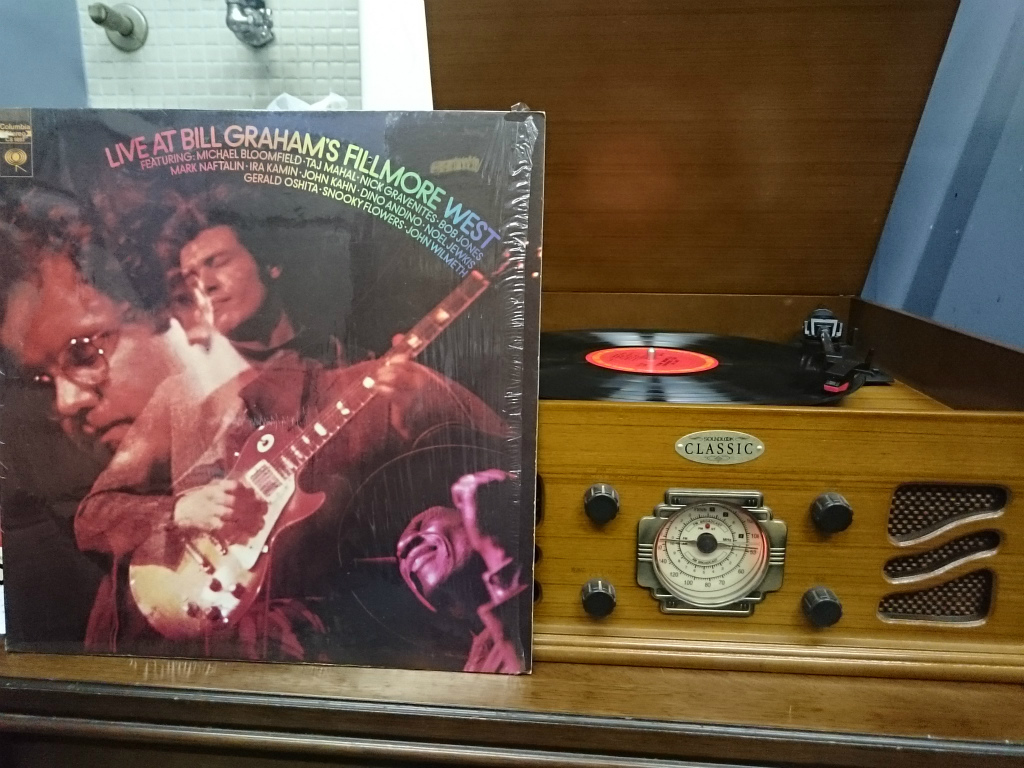 Columbia
LIVE AT BILL GRAHAM'S FILLMORE WEST
FEATURING: MICHAEL BLOOMFIELD · TAJ MAHAL · NICK GRAVENITES · BOB JONES
MARK NAFTALIN · IRA KAMIN · JOHN KAHN · DINO ANDINO · NOEL JEWKIS
GERALD OSHITA · SNOOKY FLOWERS · JOHN WILMETH
CLASSIC